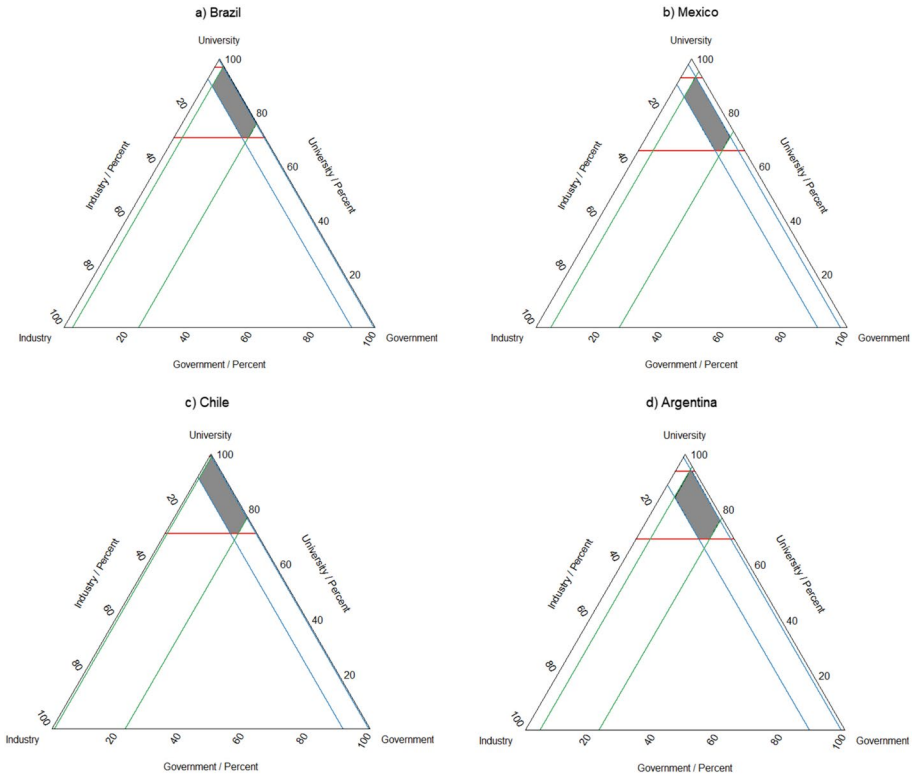 a) Brazil
University
100
20
80
Industry / Percent
University / Percent
40
60
60
40
80
20
100
Industry
20
40
60
80
100
Government
Government / Percent
b) Mexico
University
100
20
80
Industry / Percent
University / Percent
40
60
60
40
80
20
100
Industry
20
40
60
80
100
Government
Government / Percent
c) Chile
University
100
20
80
Industry / Percent
University / Percent
40
60
60
40
80
20
100
Industry
20
40
60
80
100
Government
Government / Percent
d) Argentina
University
100
20
80
Industry / Percent
University / Percent
40
60
60
40
80
20
100
Industry
20
40
60
80
100
Government
Government / Percent